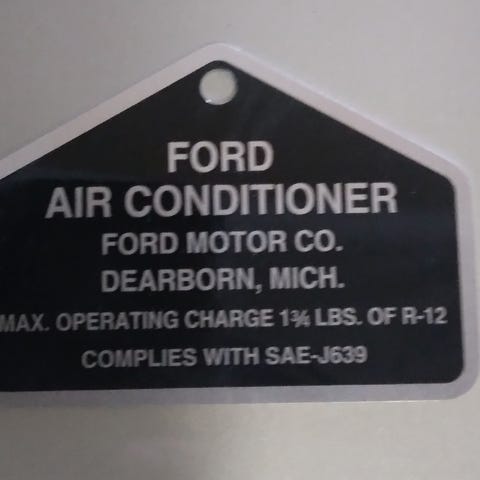 FORD
AIR CONDITIONER
FORD MOTOR CO.
DEARBORN, MICH.
MAX. OPERATING CHARGE 1¾ LBS. OF R-12
COMPLIES WITH SAE-J639